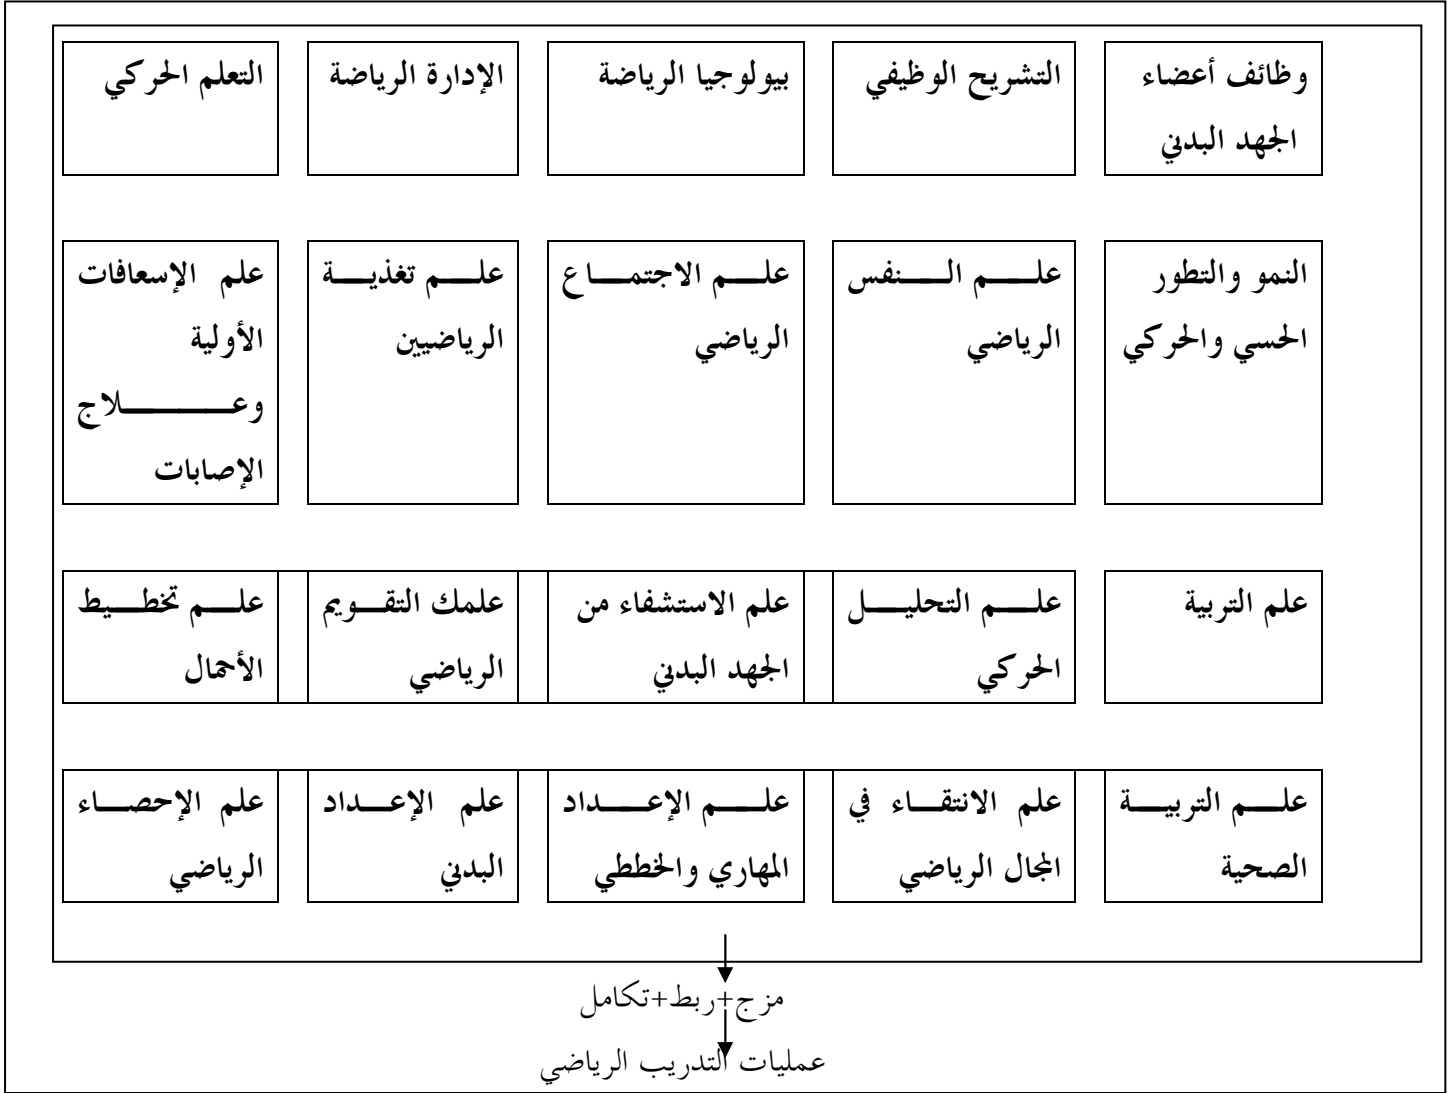 وظائف أعضاء
الجهد البدني
التشريح الوظيفي
بيولوجيا الرياضة
الإدارة الرياضة
التعلم الحركي
النمو والتطور
الحسي والحركي
علم النفس
الرياضي
علم الاجتماع
الرياضي
علم تغذية
الرياضيين
علم الإسعافات
الأولية
وعلاج
الإصابات
علم التربية
علم التحليل
الحركي
علم الاستشفاء من
الجهد البدني
علمك التقويم
الرياضي
علم تخطيط
الأحمال
علم التربية
الصحية
علم الانتقاء في
المجال الرياضي
علم الإعداد
المهاري والخططي
علم الإعداد
البدني
علم الإحصاء
الرياضي
مزج+ربط+تكامل
عمليات التدريب الرياضي